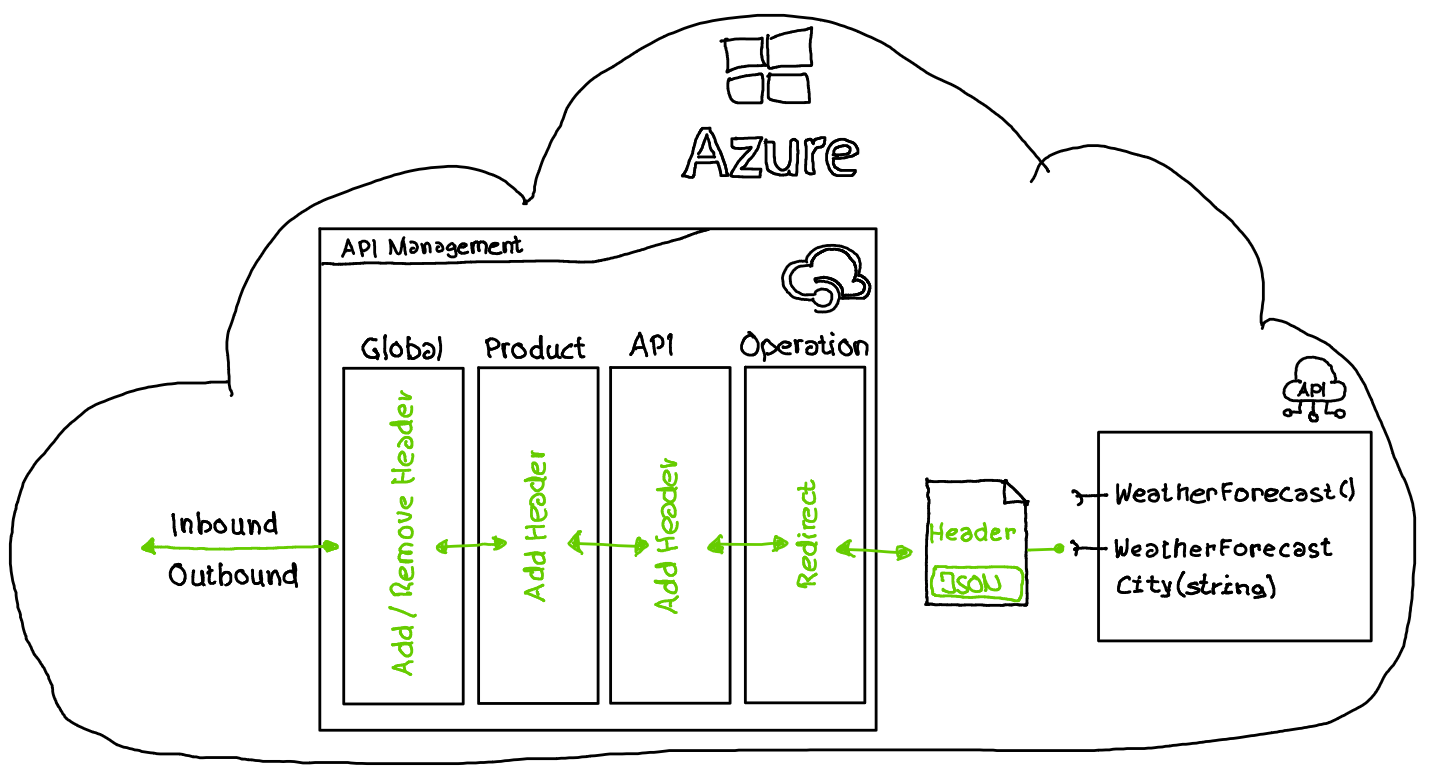 Azure
API Management
Global
Product
API
Operation
Add / Remove Header
Add Header
Add Header
Redirect
Inbound
Outbound
Header
JSON
API
WeatherForecast()
WeatherForecast
City(string)